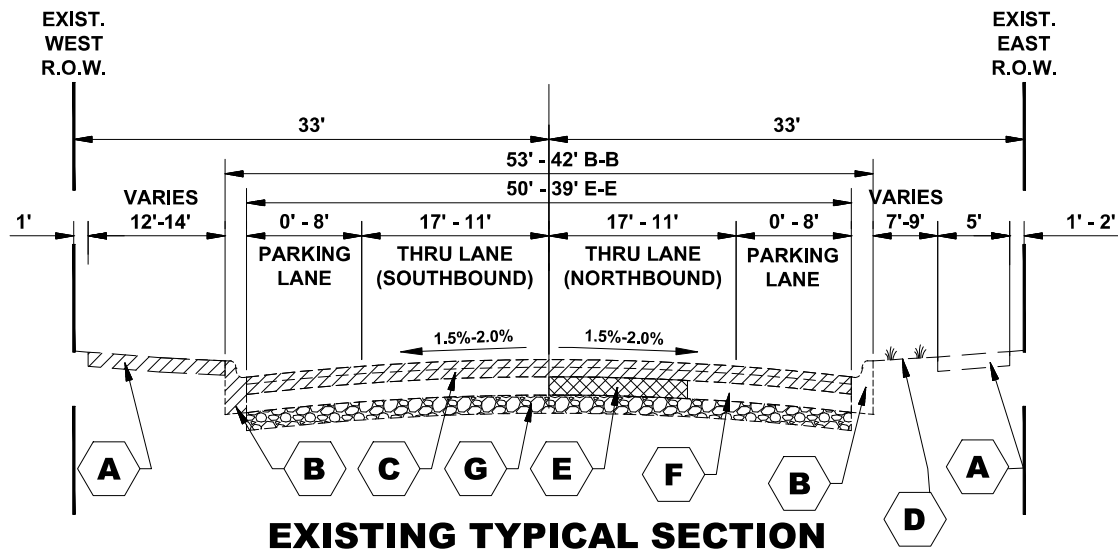 EXIST.
WEST
R.O.W.
EXIST.
EAST
R.O.W.
33'
33'
53' - 42' B-B
50' - 39' E-E
VARIES
VARIES
1'
12'-14'
0' - 8'
17' - 11'
17' - 11'
0' - 8'
7'-9'
5'
1' - 2'
PARKING
LANE
THRU LANE
(SOUTHBOUND)
THRU LANE
(NORTHBOUND)
PARKING
LANE
1.5%-2.0%
1.5%-2.0%
A
B
C
G
E
F
B
D
A
EXISTING TYPICAL SECTION